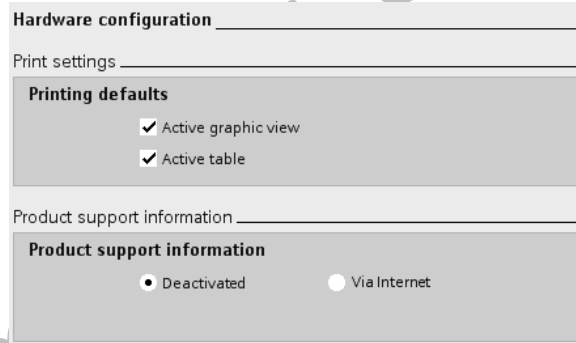 Hardware configuration
Print settings
Printing defaults
Active graphic view
Active table
Product support information
Product support information
Deactivated Via Internet